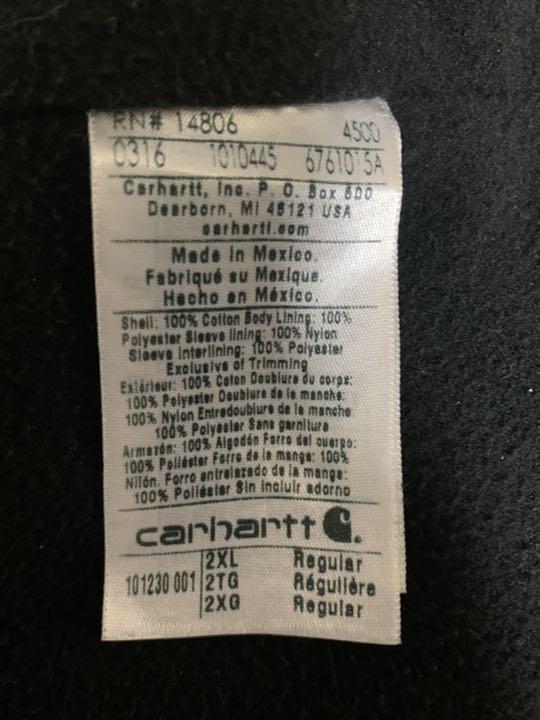 RN# 14806 4500
0316 1010445 6761015A
Carhartt, Inc. P. O. Box 600
Dearborn, MI 48121 USA
carhartt.com
Made in Mexico.
Fabriqué au Mexique.
Hecho en México.
Shell: 100% Cotton Body Lining: 100%
Polyester Sleeve lining: 100% Nylon
Sleeve interlining: 100% Polyester
Exclusive of Trimming
Extérieur: 100% Coton Doublure du corps:
100% Polyester Doublure de la manche:
100% Nylon Entredoublure de la manche:
100% Polyester Sans garniture
Armazón: 100% Algodón Forro del cuerpo:
100% Poliéster Forro de la manga: 100%
Nilón. Forro entrelazado de la manga:
100% Poliéster Sin incluir adorno
carhartt
101230 001 2XL Regular
2TG Régulière
2XG Regular